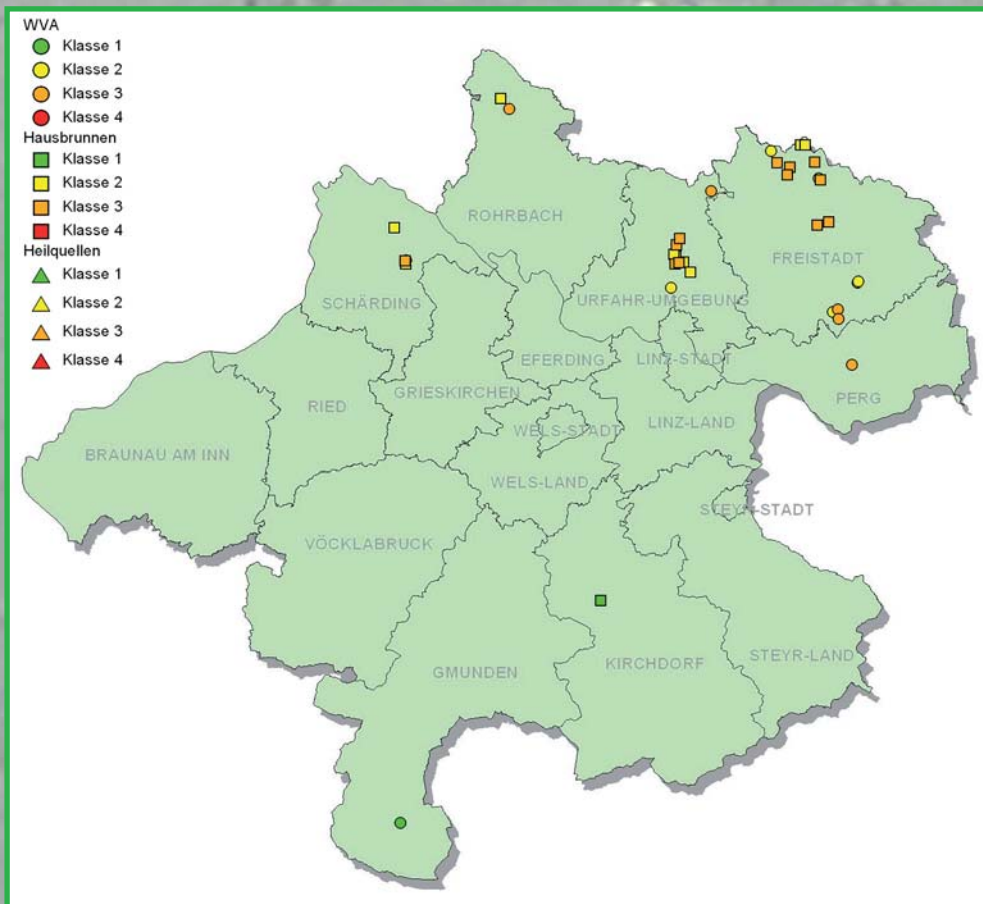 WVA
Klasse 1
Klasse 2
Klasse 3
Klasse 4
Hausbrunnen
Klasse 1
Klasse 2
Klasse 3
Klasse 4
Heilquellen
Klasse 1
Klasse 2
Klasse 3
Klasse 4
ROHRBACH
FREISTADT
SCHÄRDING
URFAHR-UMGEBUNG
EFERDING
LINZ-STADT
GRIESKIRCHEN
PERG
RIED
WELS-STADT
LINZ-LAND
BRAUNAU AM INN
WELS-LAND
STEYR-STADT
VÖCKLABRUCK
GMUNDEN
KIRCHDORF
STEYR-LAND